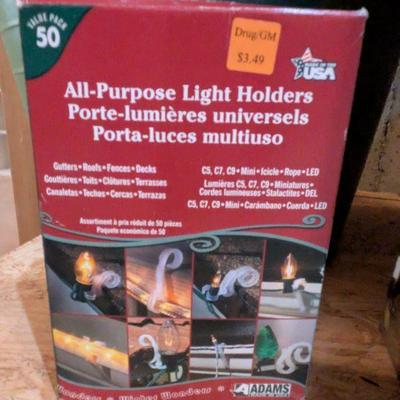 VALUE PACK
50
Drug/GM
$3.49
MADE IN THE
USA
All-Purpose Light Holders
Porte-lumières universels
Porta-luces multiuso
Gutters • Roofs • Fences • Decks
Gouttières • Toits • Clôtures • Terrasses
Canaletas • Techos • Cercas • Terrazas
C5, C7, C9 • Mini • Icicle • Rope • LED
Lumières C5, C7, C9 • Miniatures •
Cordes lumineuses • Stalactites • DEL
C5, C7, C9 • Mini • Carámbano • Cuerda • LED
Assortiment à prix réduit de 50 pièces
Paquete económico de 50
Wonders Winter Wonders
ADAMS